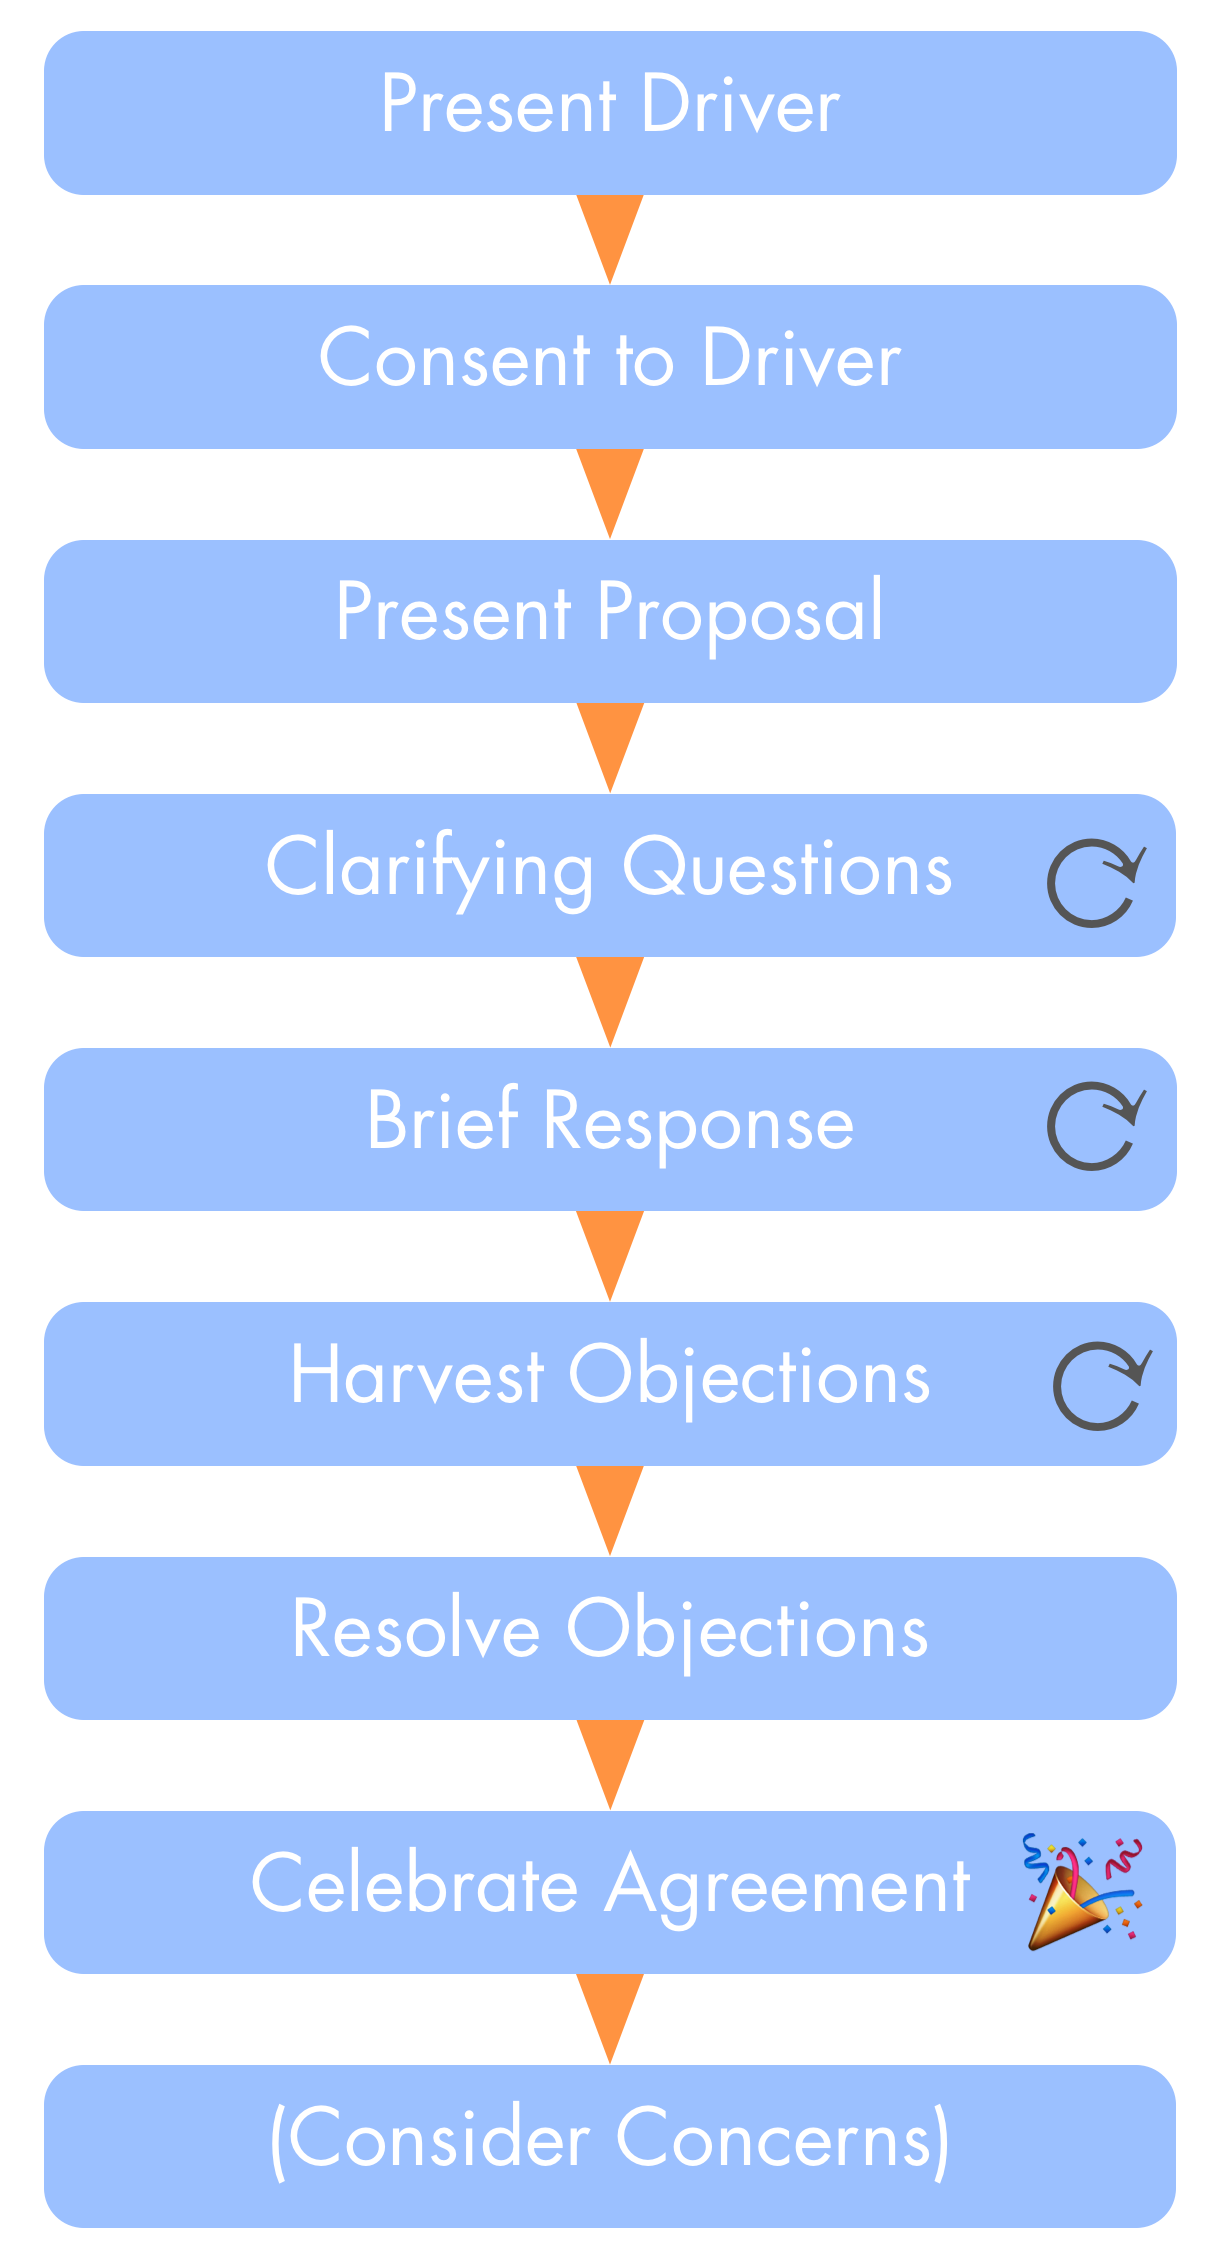 Present Driver
Consent to Driver
Present Proposal
Clarifying Questions
Brief Response
Harvest Objections
Resolve Objections
Celebrate Agreement
(Consider Concerns)